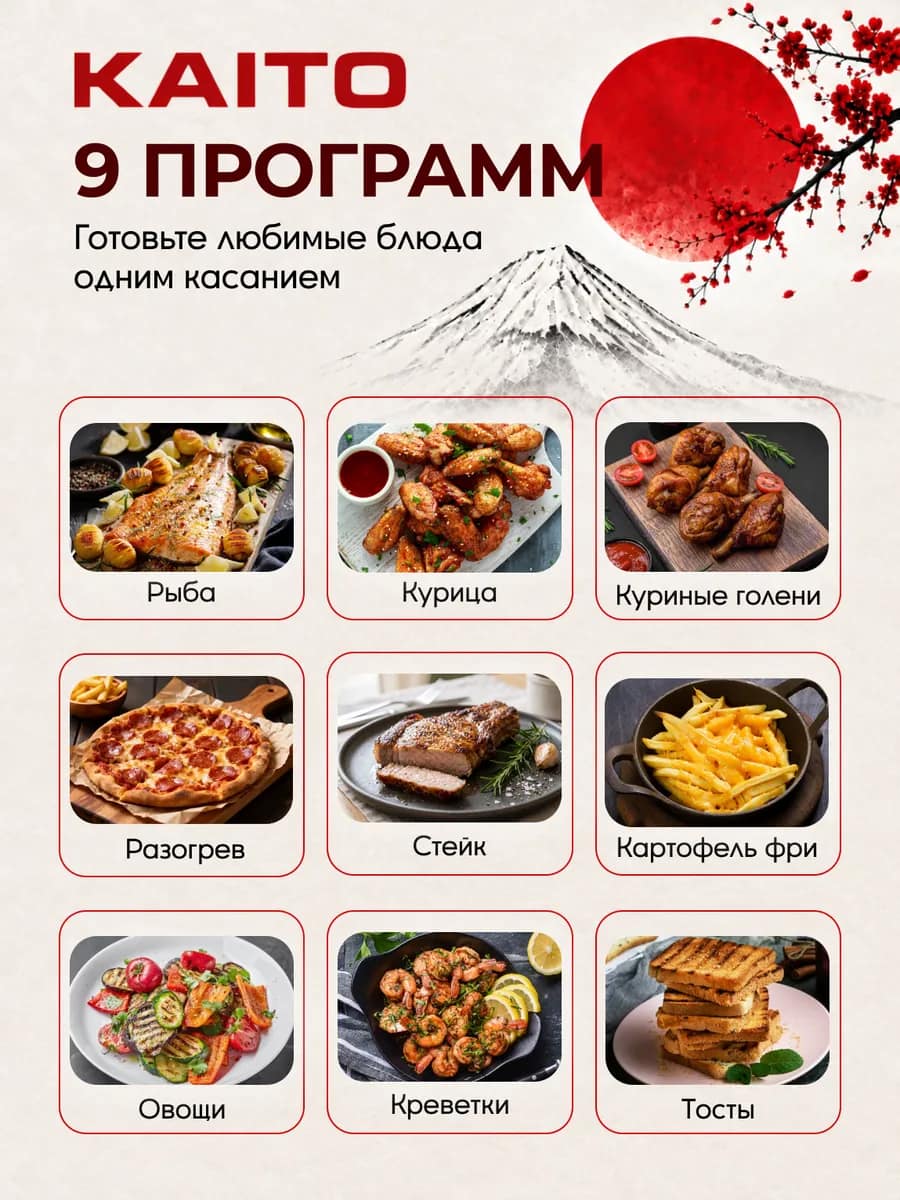 KAITO
9 ПРОГРАММ
Готовьте любимые блюда
одним касанием
Рыба
Курица
Куриные голени
Разогрев
Стейк
Картофель фри
Овощи
Креветки
Тосты